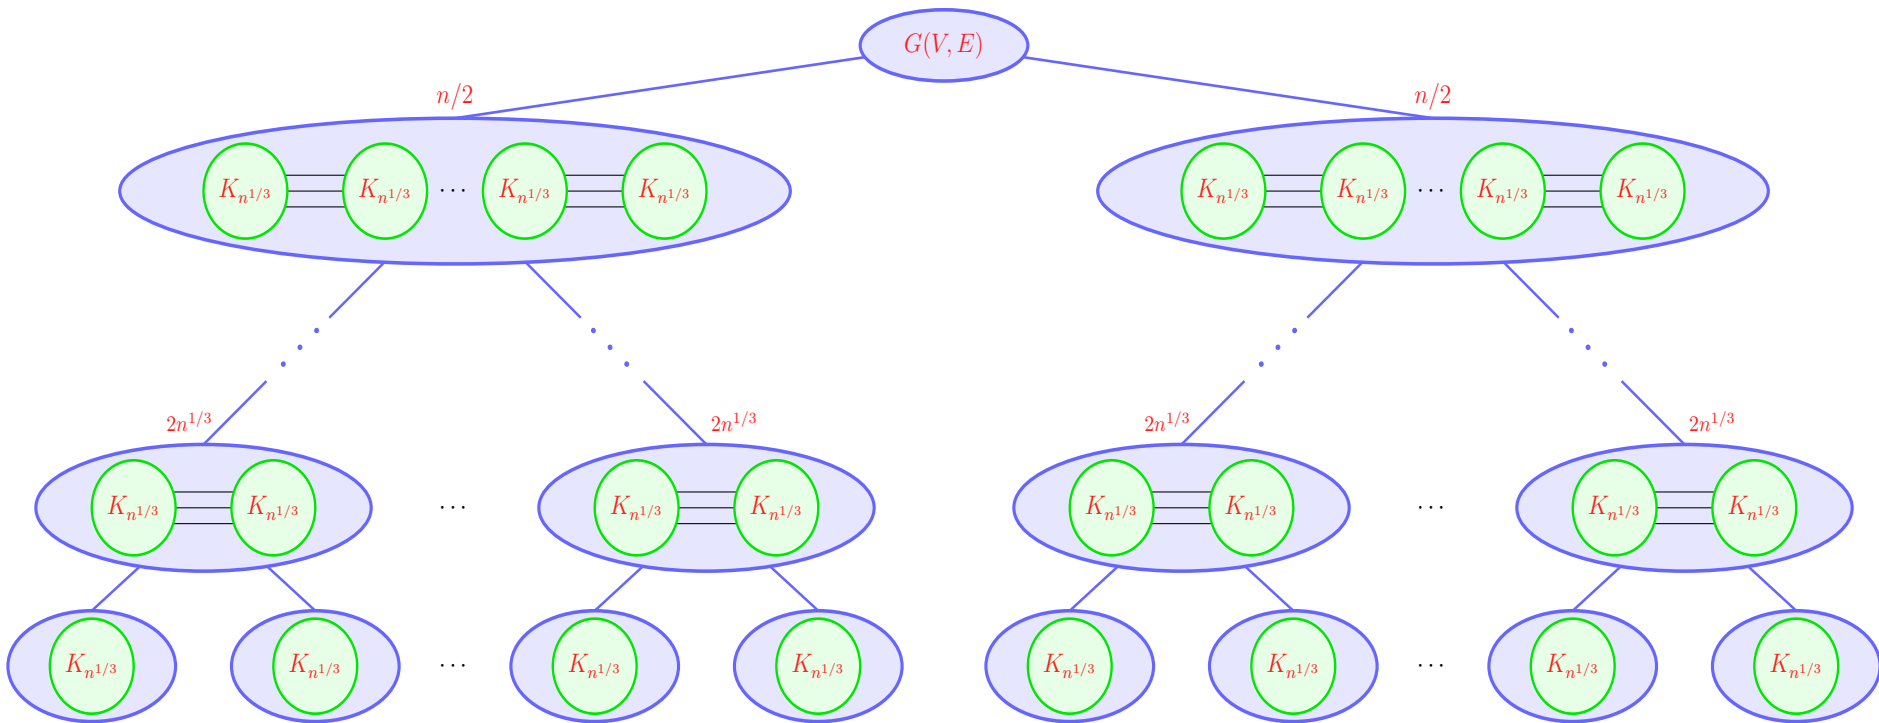 G(V, E)
n/2 n/2
K_{n^{1/3}} K_{n^{1/3}} ⋯ K_{n^{1/3}} K_{n^{1/3}} K_{n^{1/3}} K_{n^{1/3}} ⋯ K_{n^{1/3}} K_{n^{1/3}}
2n^{1/3} 2n^{1/3} 2n^{1/3} 2n^{1/3}
K_{n^{1/3}} K_{n^{1/3}} ⋯ K_{n^{1/3}} K_{n^{1/3}} K_{n^{1/3}} K_{n^{1/3}} ⋯ K_{n^{1/3}} K_{n^{1/3}}
K_{n^{1/3}} K_{n^{1/3}} ⋯ K_{n^{1/3}} K_{n^{1/3}} K_{n^{1/3}} K_{n^{1/3}} ⋯ K_{n^{1/3}} K_{n^{1/3}}